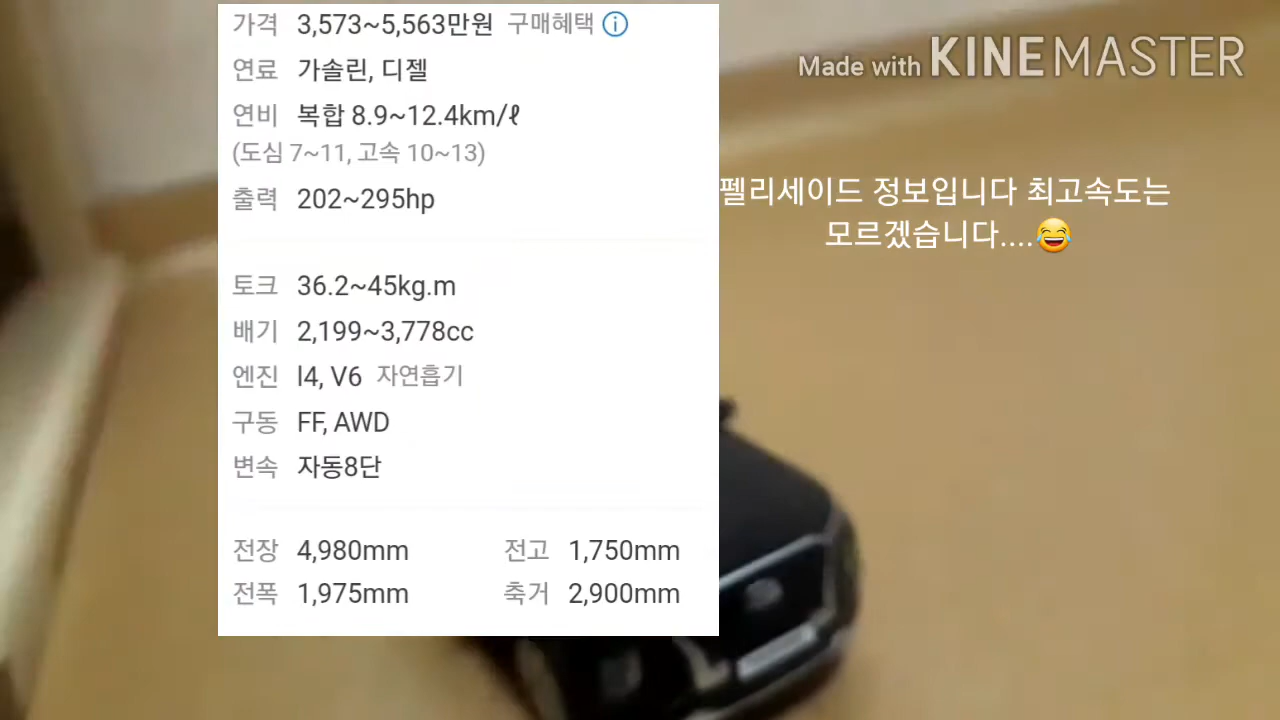 가격 3,573~5,563만원 구매혜택
연료 가솔린, 디젤
연비 복합 8.9~12.4km/ℓ
(도심 7~11, 고속 10~13)
출력 202~295hp
토크 36.2~45kg.m
배기 2,199~3,778cc
엔진 I4, V6 자연흡기
구동 FF, AWD
변속 자동8단
전장 4,980mm 전고 1,750mm
전폭 1,975mm 축거 2,900mm
Made with KINEMASTER
펠리세이드 정보입니다 최고속도는
모르겠습니다....😂